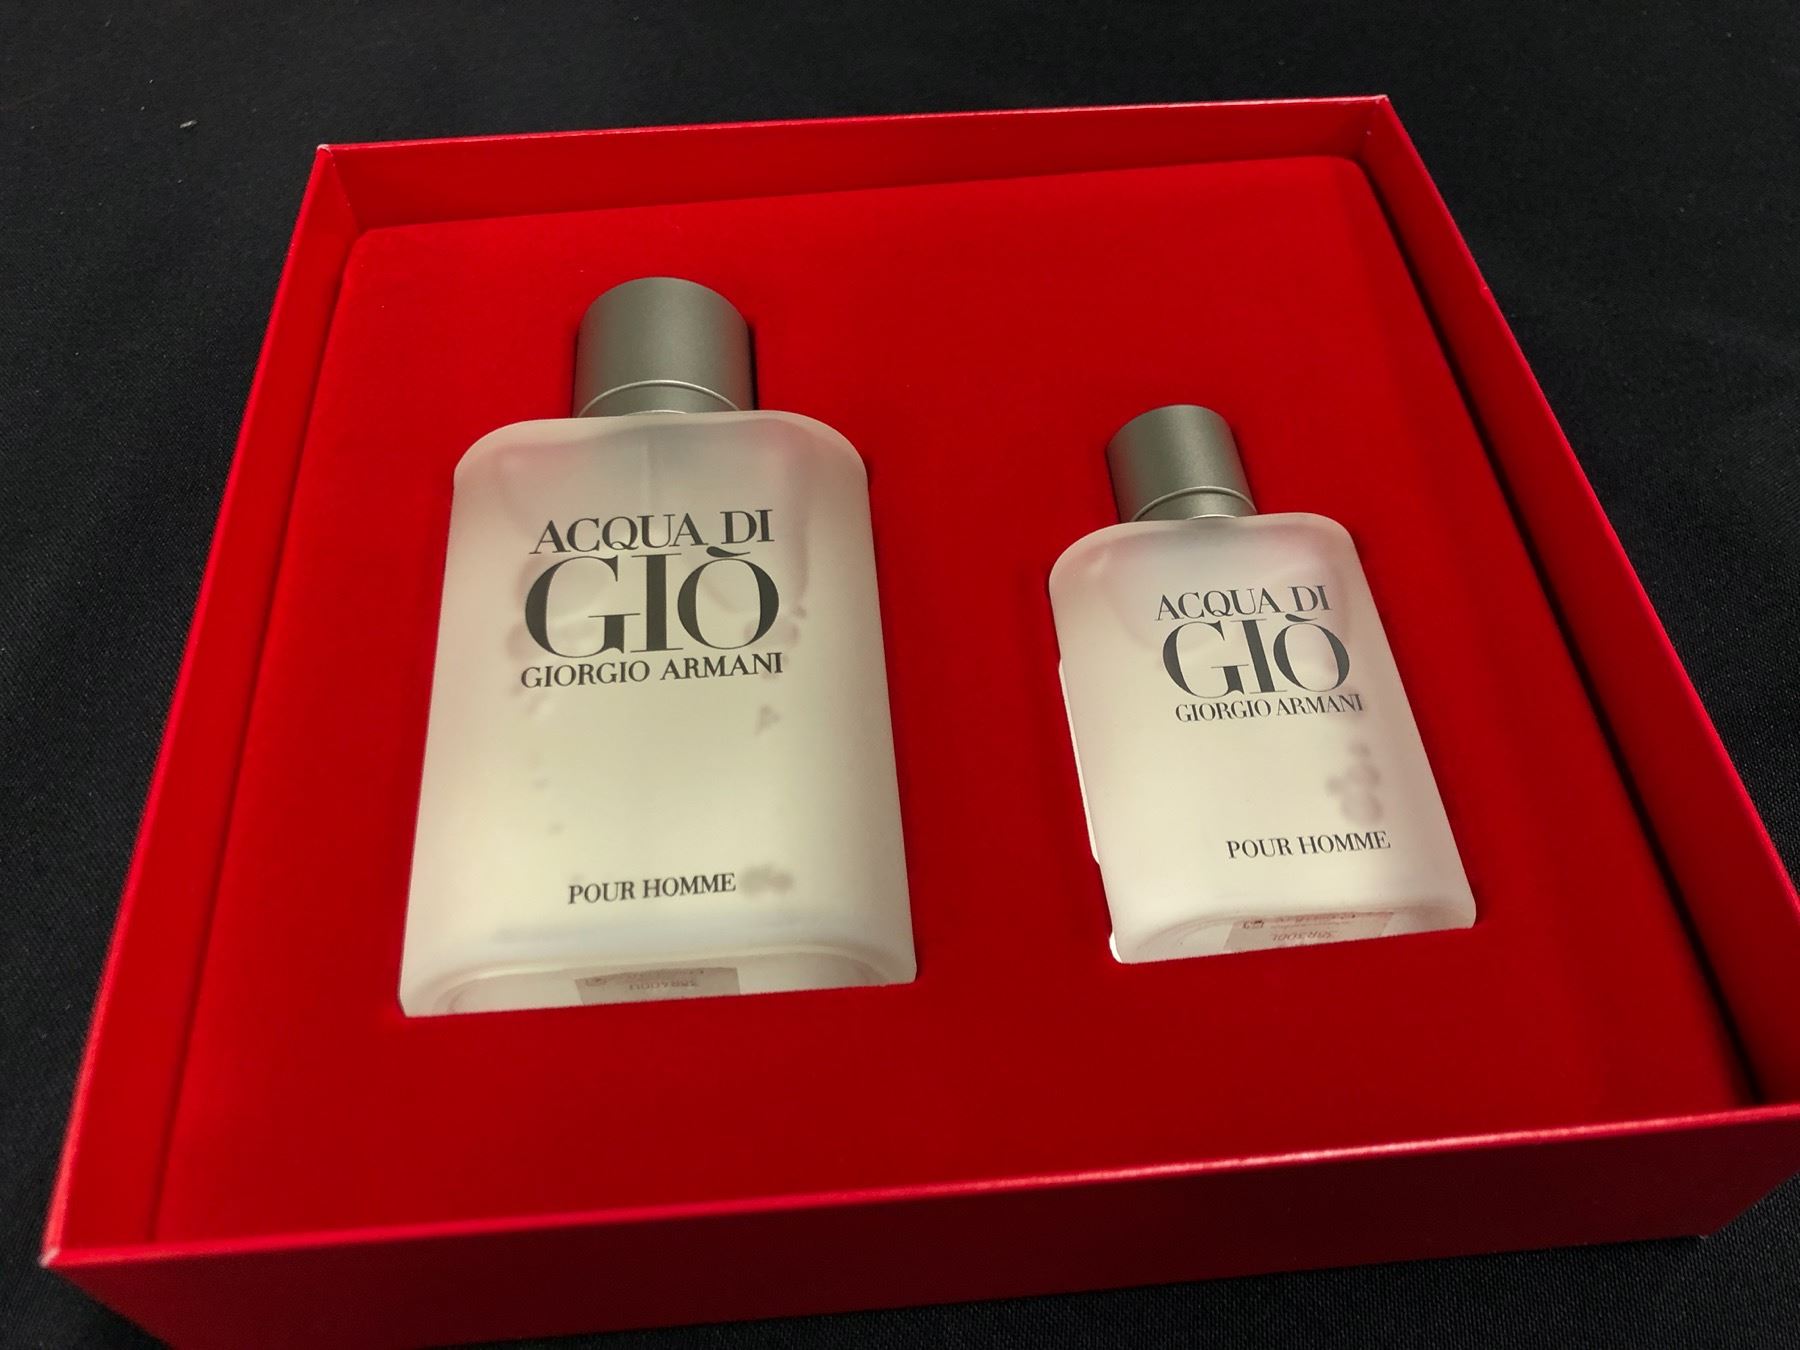 ACQUA DI
GIÒ
GIORGIO ARMANI
POUR HOMME
ACQUA DI
GIÒ
GIORGIO ARMANI
POUR HOMME